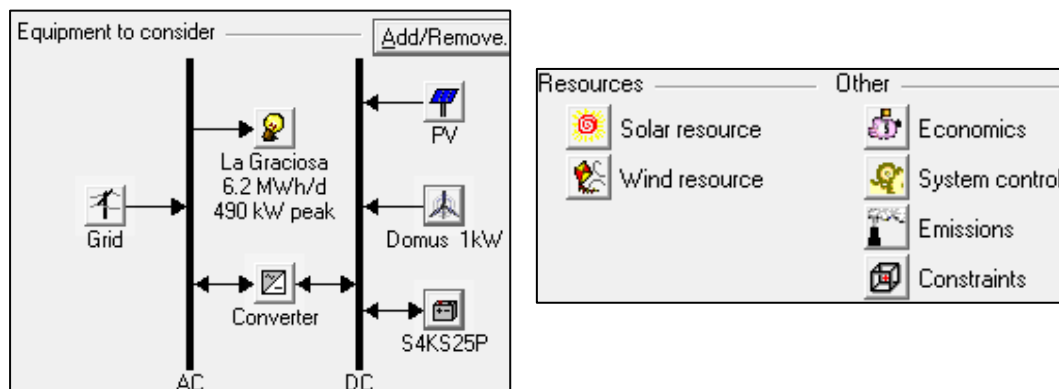 Equipment to consider
Add/Remove.
PV
La Graciosa
6.2 MWh/d
490 kW peak
Grid
Domus 1kW
Converter
S4KS25P
AC
DC
Resources
Other
Solar resource
Economics
Wind resource
System control
Emissions
Constraints